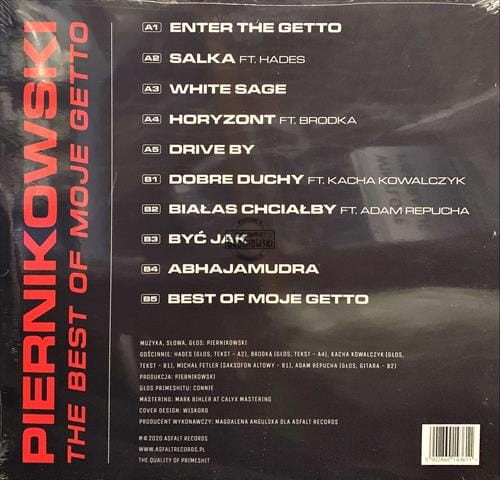 PIERNIKOWSKI
THE BEST OF MOJE GETTO
A1 ENTER THE GETTO
A2 SALKA FT. HADES
A3 WHITE SAGE
A4 HORYZONT FT. BRODKA
A5 DRIVE BY
B1 DOBRE DUCHY FT. KACHA KOWALCZYK
B2 BIAŁAS CHCIAŁBY FT. ADAM REPUCHA
B3 BYĆ JAK
B4 ABHAJAMUDRA
B5 BEST OF MOJE GETTO
MUZYKA, SŁOWA, GŁOS: PIERNIKOWSKI
GOŚCINNIE: HADES (GŁOS, TEKST - A2), BRODKA (GŁOS, TEKST - A4), KACHA KOWALCZYK (GŁOS,
TEKST - B1), MICHAŁ FETLER (SAKSOFON ALTOWY - B1), ADAM REPUCHA (GŁOS, GITARA - B2)
PRODUKCJA: PIERNIKOWSKI
GŁOS PRIMESHITU: CONNIE
MASTERING: MARK BIHLER AT CALYX MASTERING
COVER DESIGN: WISKORD
PRODUCENT WYKONAWCZY: MAGDALENA ANGULSKA DLA ASFALT RECORDS
℗ © 2020 ASFALT RECORDS
WWW.ASFALTRECORDS.PL
THE QUALITY OF PRIMESHIT